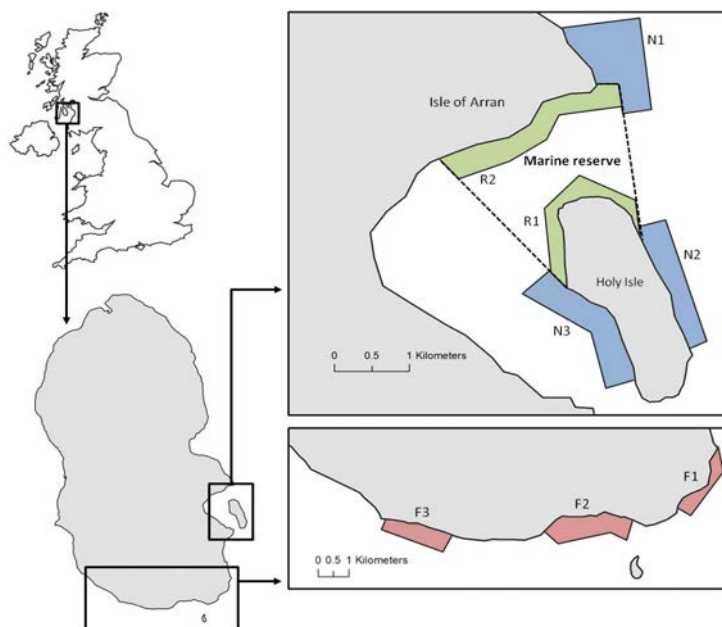 N1
Isle of Arran
Marine reserve
R2
R1
N2
Holy Isle
N3
0 0.5 1 Kilometers
F1
F2
F3
0 0.5 1 Kilometers